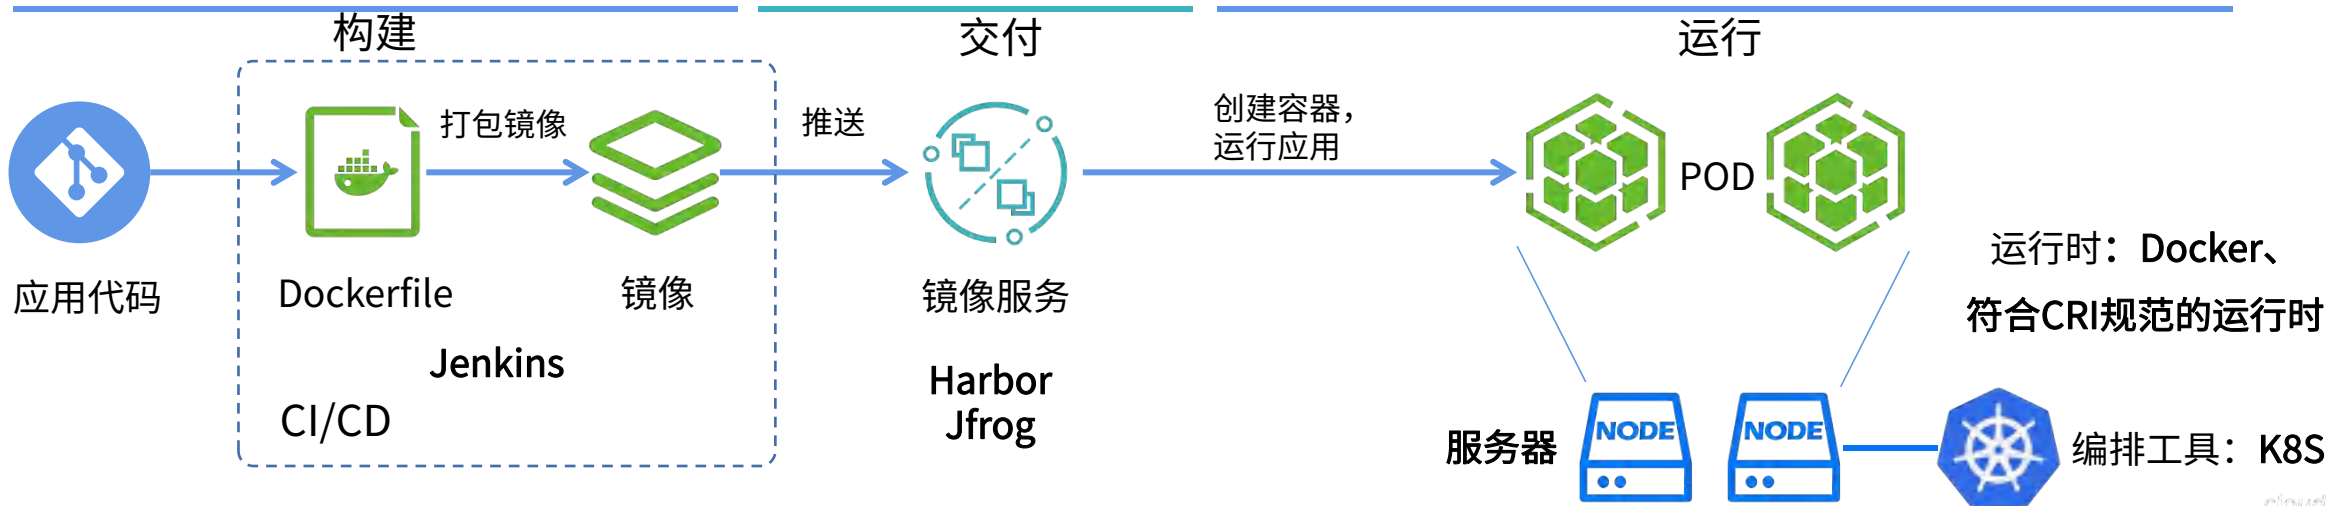 构建
交付
运行
打包镜像
推送
创建容器，
运行应用
POD
应用代码
Dockerfile
镜像
镜像服务
运行时：Docker、
符合CRI规范的运行时
Jenkins
Harbor
Jfrog
CI/CD
服务器
NODE
NODE
编排工具：K8S